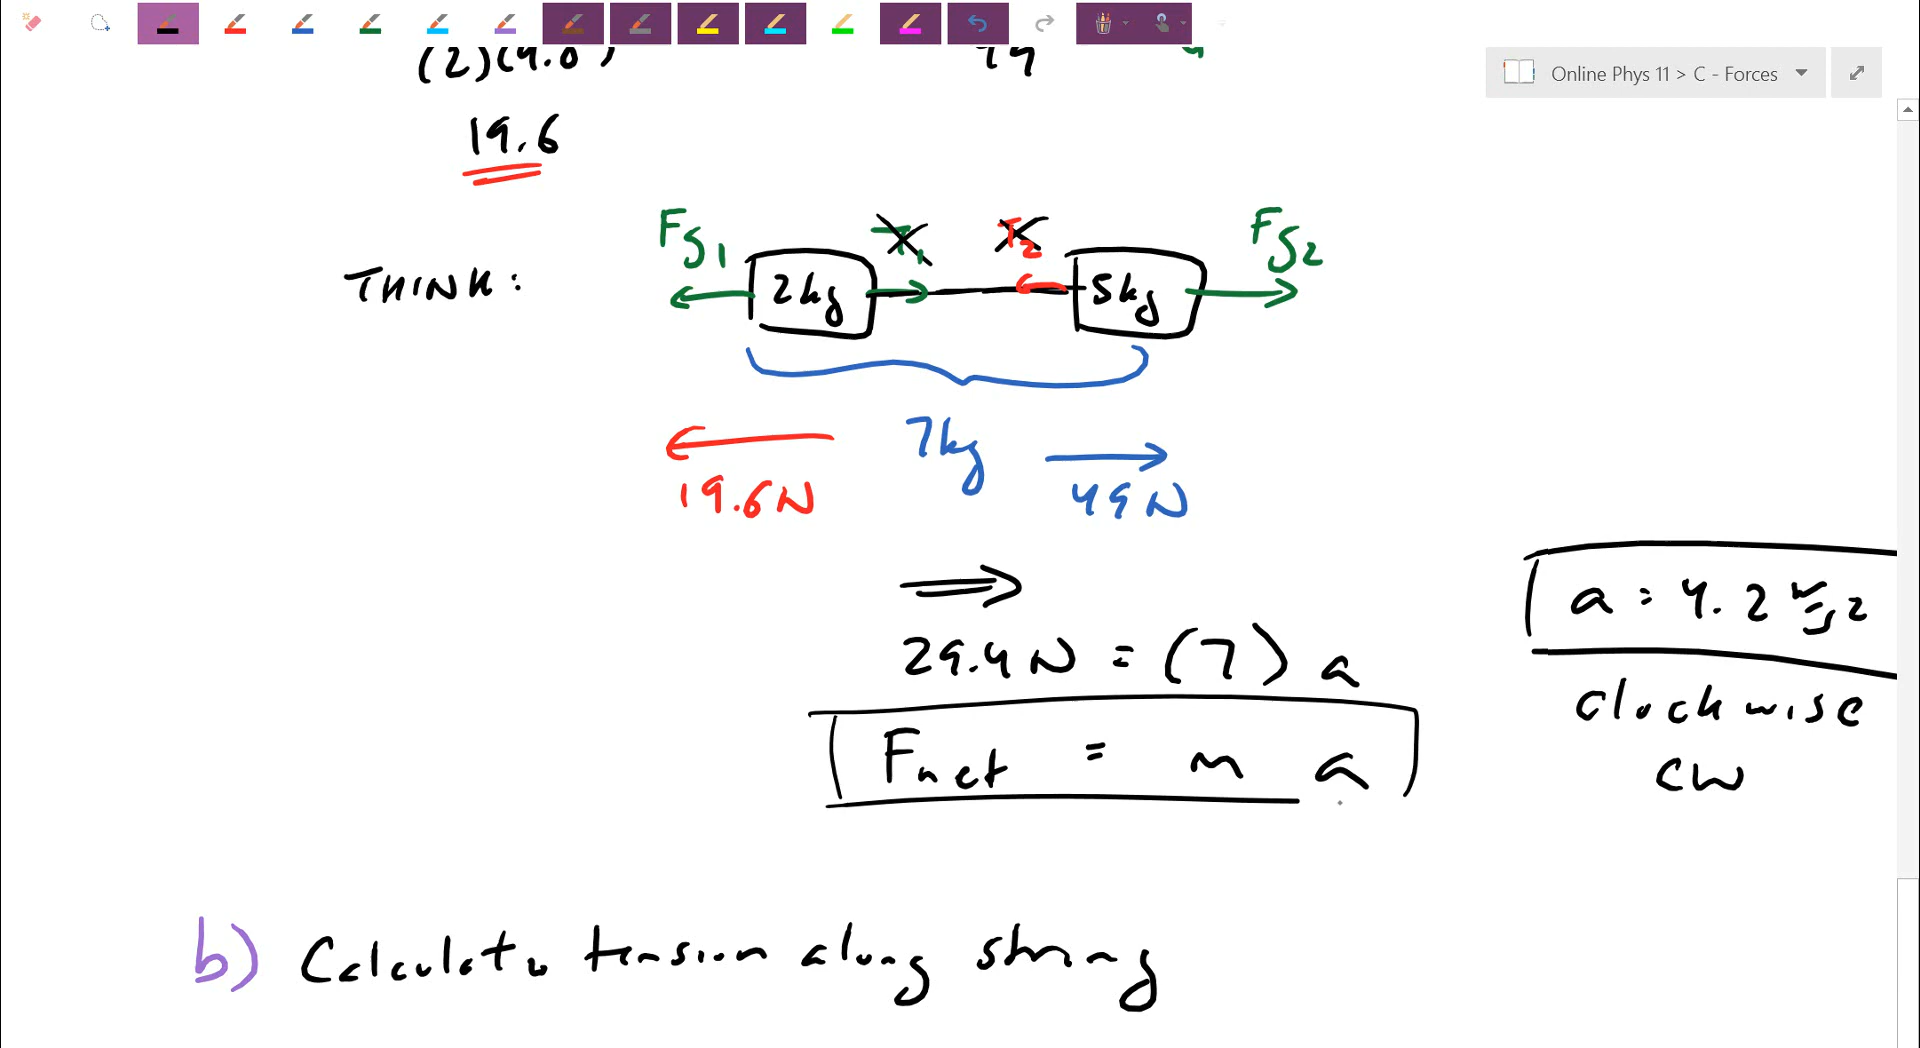 (2)(9.8)
49
Online Phys 11 > C - Forces
19.6
Fg1 T1 T2 Fg2
THINK: 2kg 5kg
7kg
19.6N 49N
a = 4.2 m/s2
29.4N = (7) a
clockwise
Fnet = m a
cw
b) Calculate tension along string